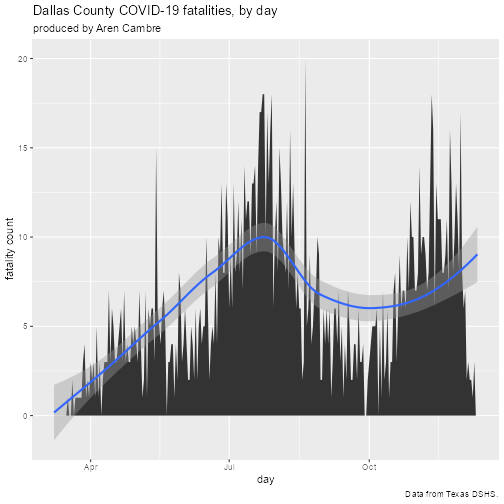 Dallas County COVID-19 fatalities, by day
produced by Aren Cambre
20
15
10
5
0
fatality count
Apr Jul Oct
day
Data from Texas DSHS.